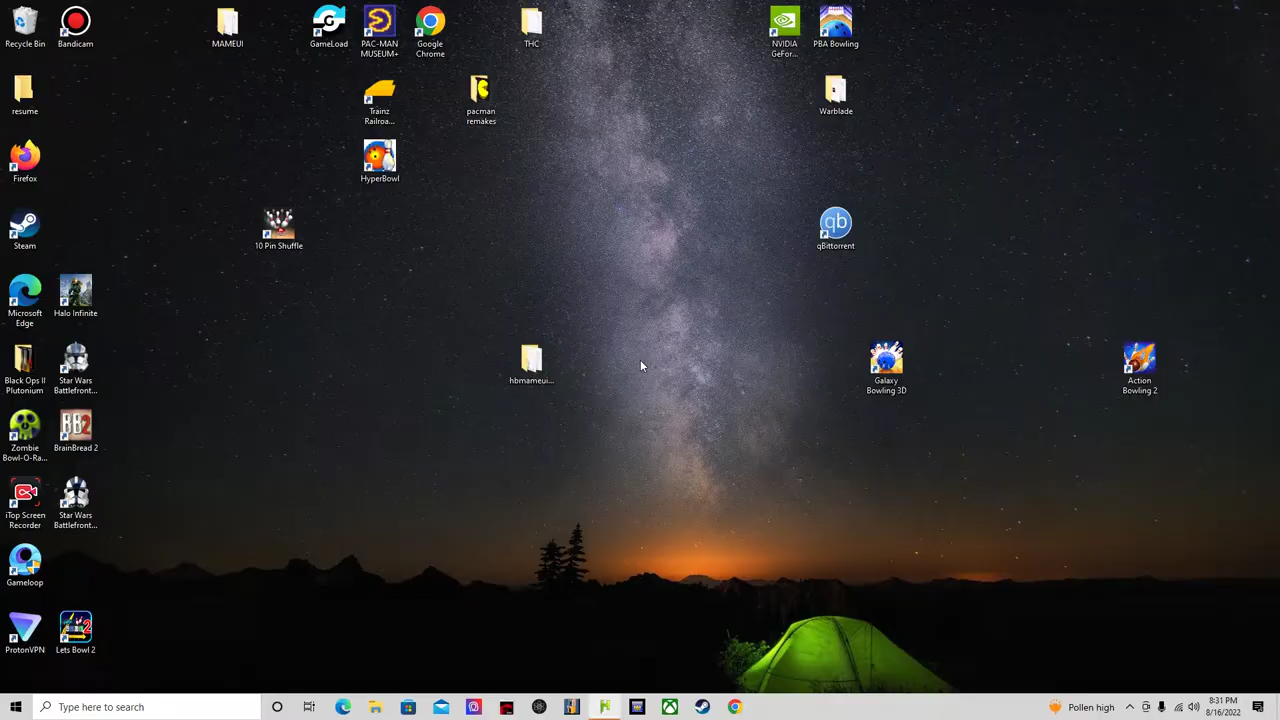 Recycle Bin
Bandicam
MAMEUI
GameLoad
PAC-MAN
MUSEUM+
Google
Chrome
THC
NVIDIA
GeFor...
PBA Bowling
resume
Trainz
Railroa...
pacman
remakes
Warblade
Firefox
HyperBowl
Steam
10 Pin Shuffle
qb
qBittorrent
Microsoft
Edge
Halo Infinite
Black Ops II
Plutonium
Star Wars
Battlefront...
hbmameui...
Galaxy
Bowling 3D
Action
Bowling 2
Zombie
Bowl-O-Ra...
BB2
BrainBread 2
iTop Screen
Recorder
Star Wars
Battlefront...
Gameloop
ProtonVPN
2
Lets Bowl 2
Type here to search
Pollen high
8:31 PM
8/16/2022